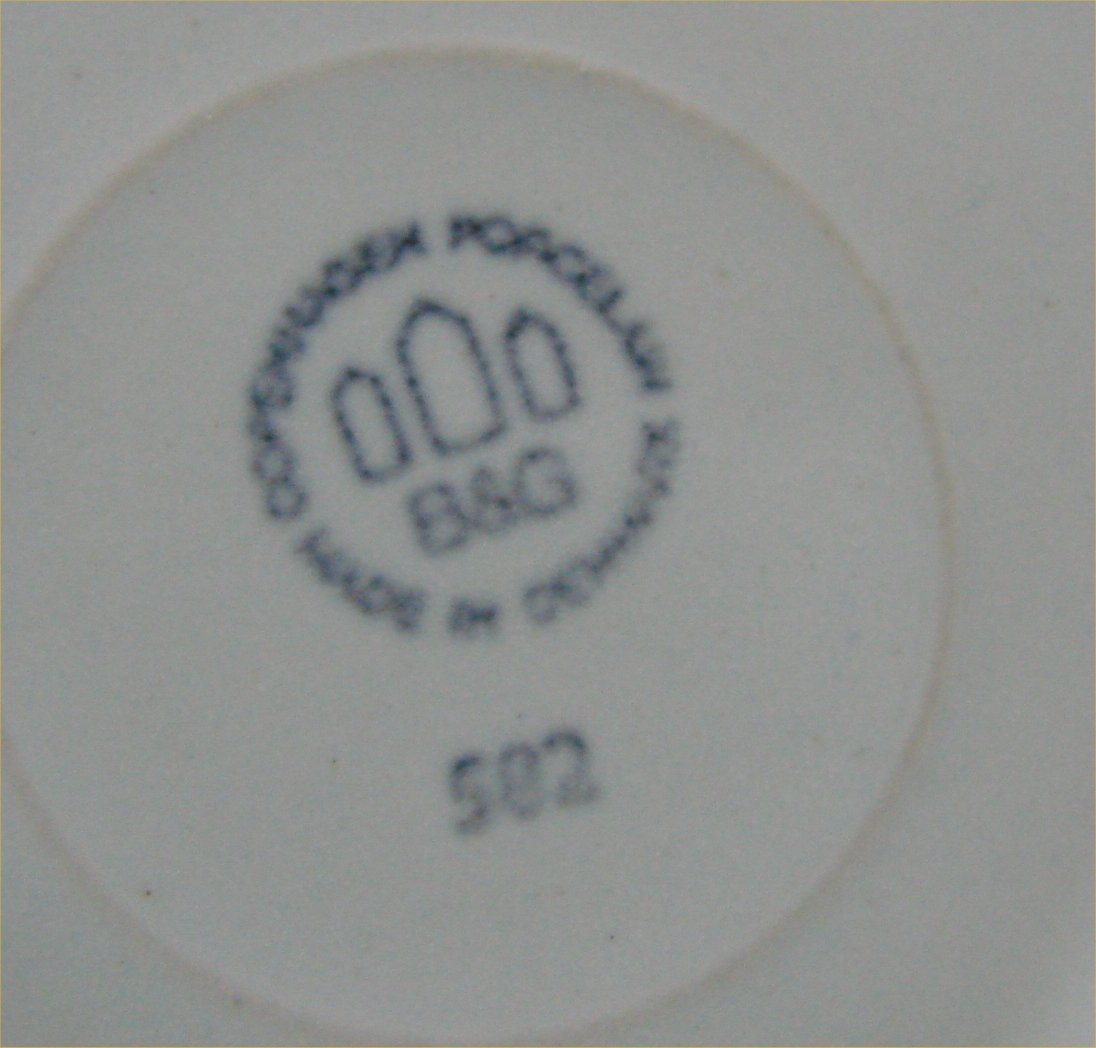 COPENHAGEN PORCELAIN
MADE IN DENMARK
B&G
502